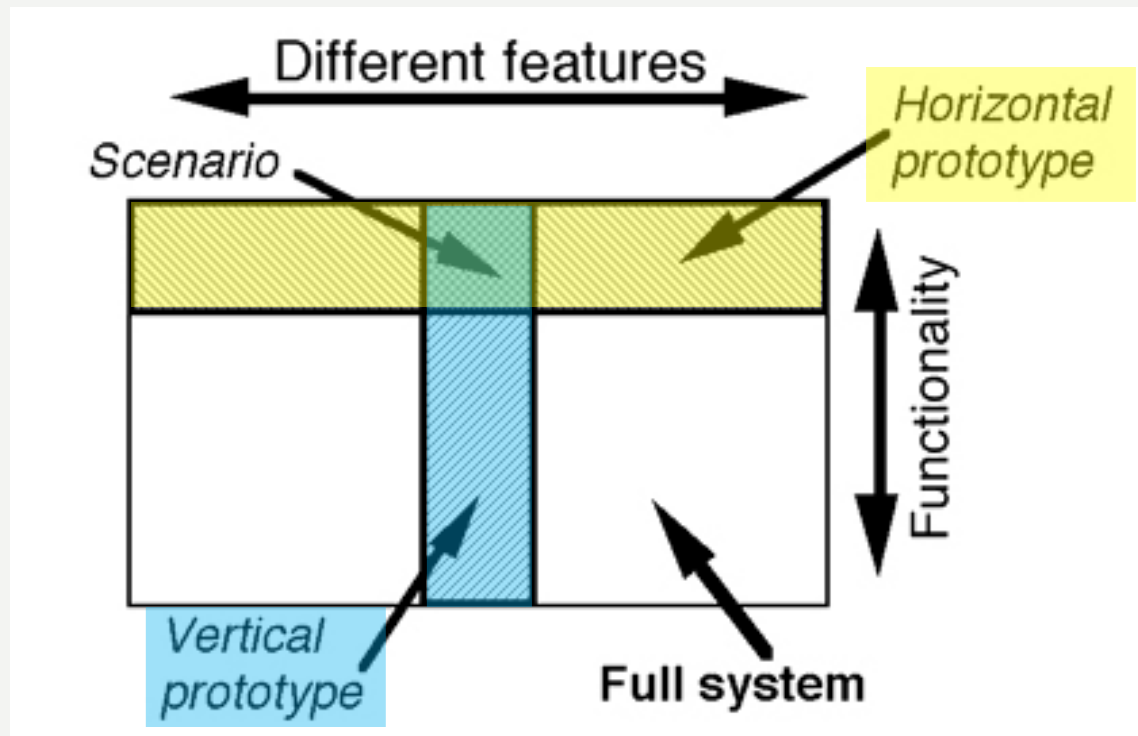 Different features
Horizontal
prototype
Scenario
Functionality
Vertical
prototype
Full system